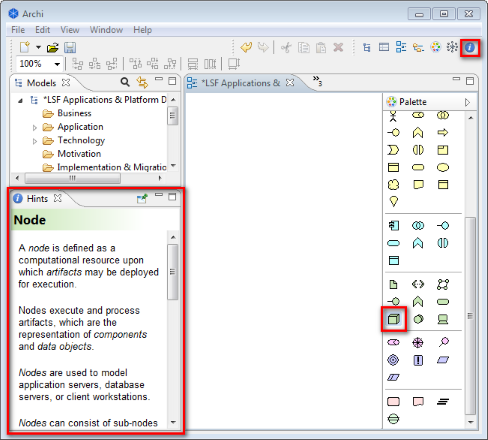 Archi
File Edit View Window Help
100%
Models
*LSF Applications & Platform D
Business
Application
Technology
Motivation
Implementation & Migratio
*LSF Applications &
»3
Palette
Hints
Node
A node is defined as a
computational resource upon
which artifacts may be deployed
for execution.
Nodes execute and process
artifacts, which are the
representation of components
and data objects.
Nodes are used to model
application servers, database
servers, or client workstations.
Nodes can consist of sub-nodes